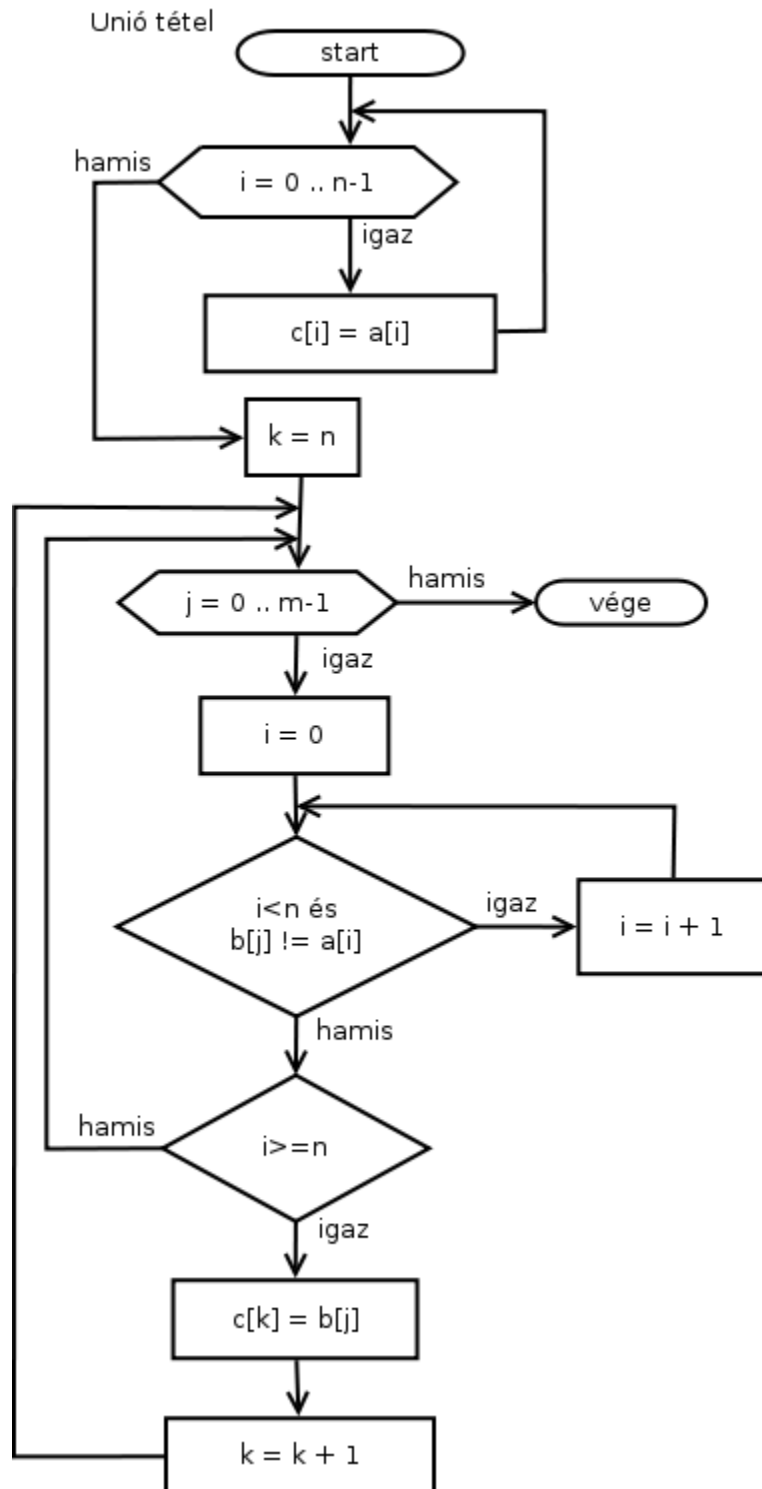 Unió tétel
start
hamis
i = 0 .. n-1
igaz
c[i] = a[i]
k = n
j = 0 .. m-1
hamis
vége
igaz
i = 0
i<n és
b[j] != a[i]
igaz
i = i + 1
hamis
hamis
i>=n
igaz
c[k] = b[j]
k = k + 1